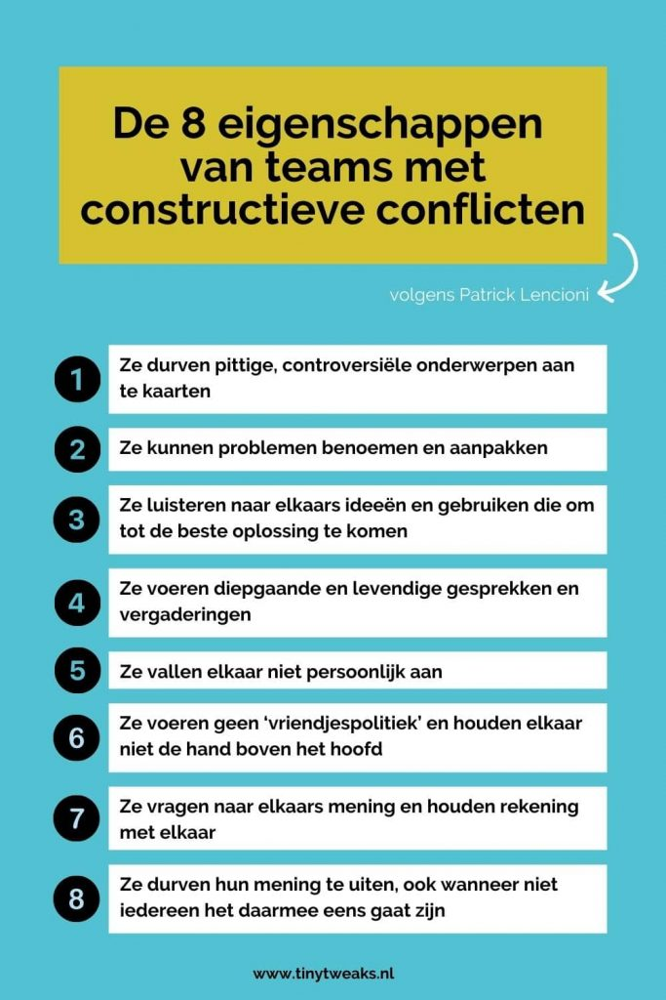 De 8 eigenschappen
van teams met
constructieve conflicten
volgens Patrick Lencioni
1
Ze durven pittige, controversiële onderwerpen aan
te kaarten
2
Ze kunnen problemen benoemen en aanpakken
3
Ze luisteren naar elkaars ideeën en gebruiken die om
tot de beste oplossing te komen
4
Ze voeren diepgaande en levendige gesprekken en
vergaderingen
5
Ze vallen elkaar niet persoonlijk aan
6
Ze voeren geen ‘vriendjespolitiek’ en houden elkaar
niet de hand boven het hoofd
7
Ze vragen naar elkaars mening en houden rekening
met elkaar
8
Ze durven hun mening te uiten, ook wanneer niet
iedereen het daarmee eens gaat zijn
www.tinytweaks.nl